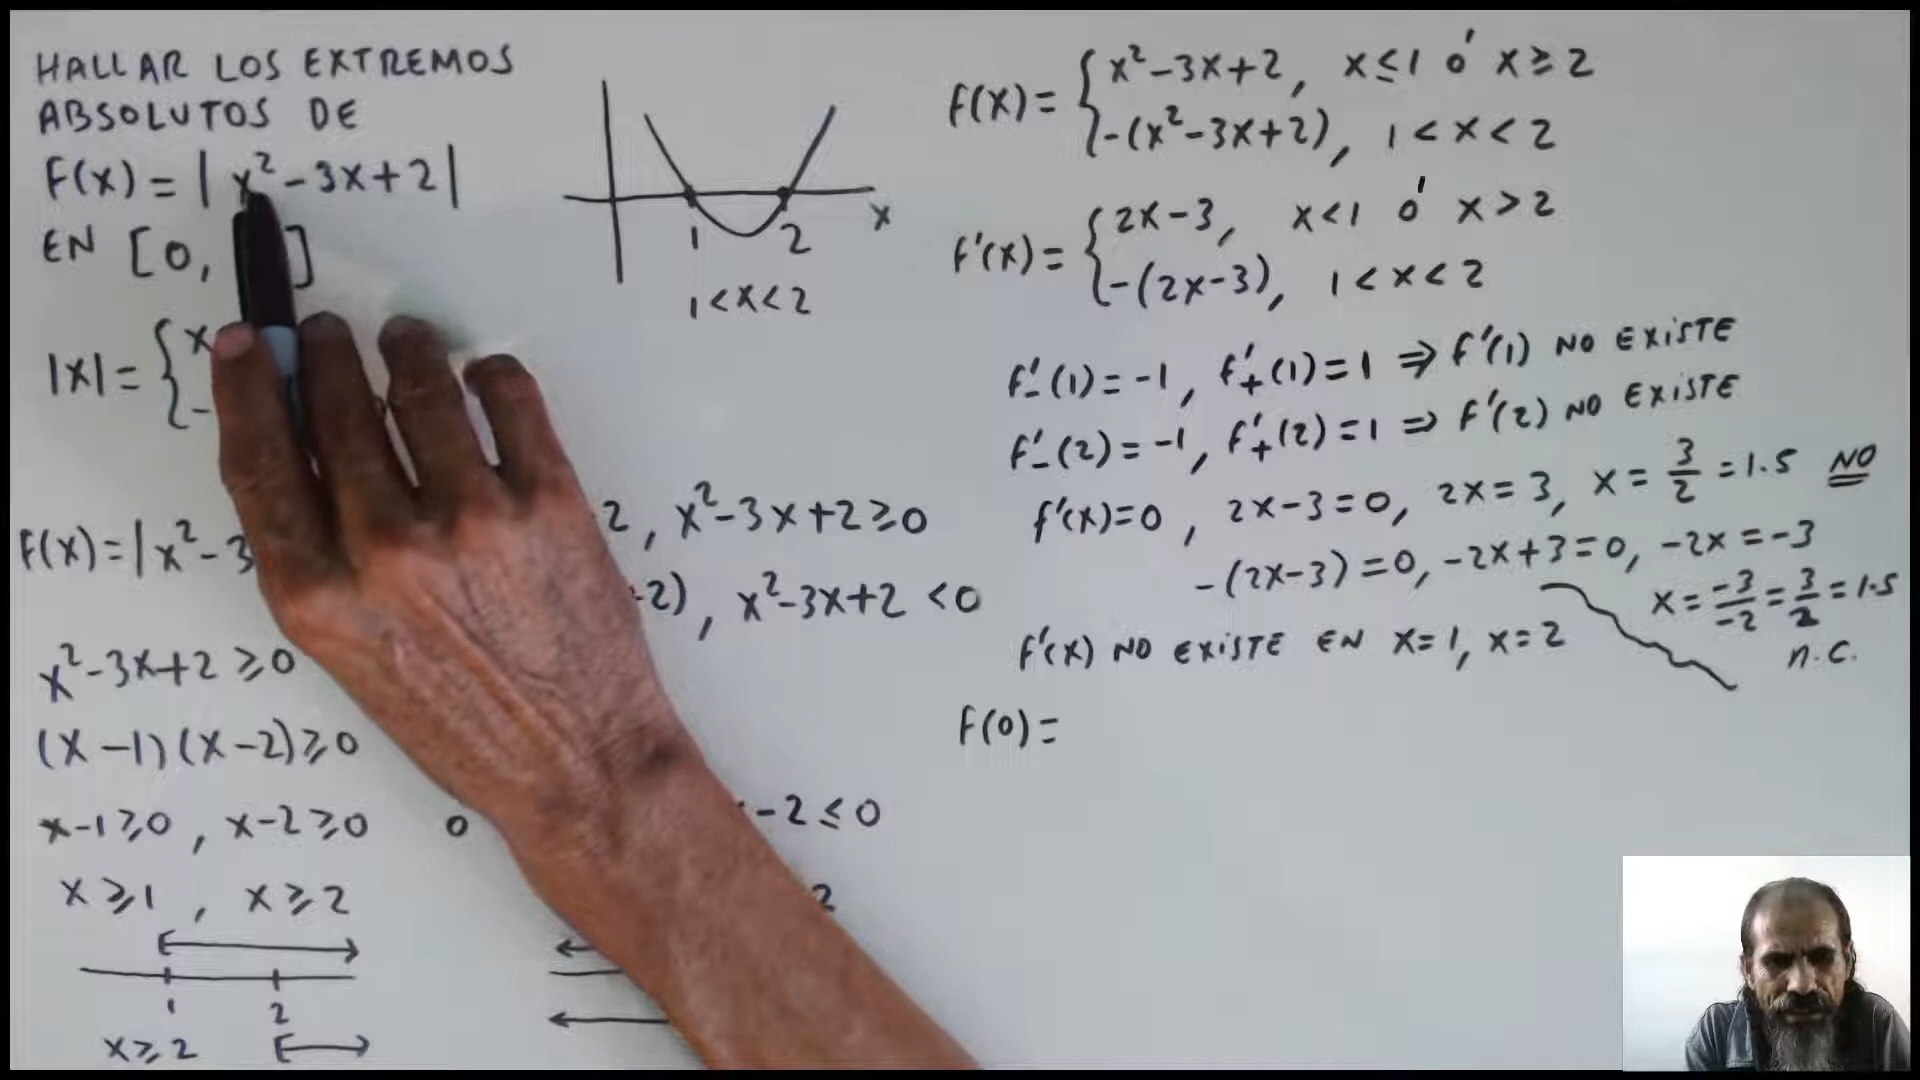 HALLAR LOS EXTREMOS
ABSOLUTOS DE
F(x) = | x² - 3x + 2 |
EN [0, ]
|x| = { x
-
F(x) = | x² - 3
-2 , x² - 3x + 2 ≥ 0
+2) , x² - 3x + 2 < 0
x² - 3x + 2 ≥ 0
(x - 1) (x - 2) ≥ 0
x - 1 ≥ 0 , x - 2 ≥ 0 o - 2 ≤ 0
x ≥ 1 , x ≥ 2 2
1 2
x ≥ 2
1 2 x
1 < x < 2
F(x) = { x² - 3x + 2 , x ≤ 1 ó x ≥ 2
-(x² - 3x + 2) , 1 < x < 2
F'(x) = { 2x - 3 , x < 1 ó x > 2
-(2x - 3) , 1 < x < 2
F'₋(1) = -1 , F'₊(1) = 1 ⇒ F'(1) NO EXISTE
F'₋(2) = -1 , F'₊(2) = 1 ⇒ F'(2) NO EXISTE
F'(x) = 0 , 2x - 3 = 0 , 2x = 3 , x = 3/2 = 1.5 NO
-(2x - 3) = 0 , -2x + 3 = 0 , -2x = -3
x = -3/-2 = 3/2 = 1.5
n.c.
F'(x) NO EXISTE EN x = 1 , x = 2
F(0) =